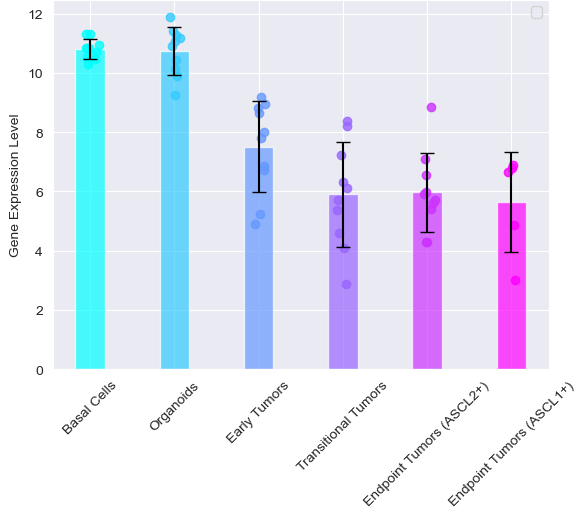 Gene Expression Level
12
10
8
6
4
2
0
Basal Cells
Organoids
Early Tumors
Transitional Tumors
Endpoint Tumors (ASCL2+)
Endpoint Tumors (ASCL1+)